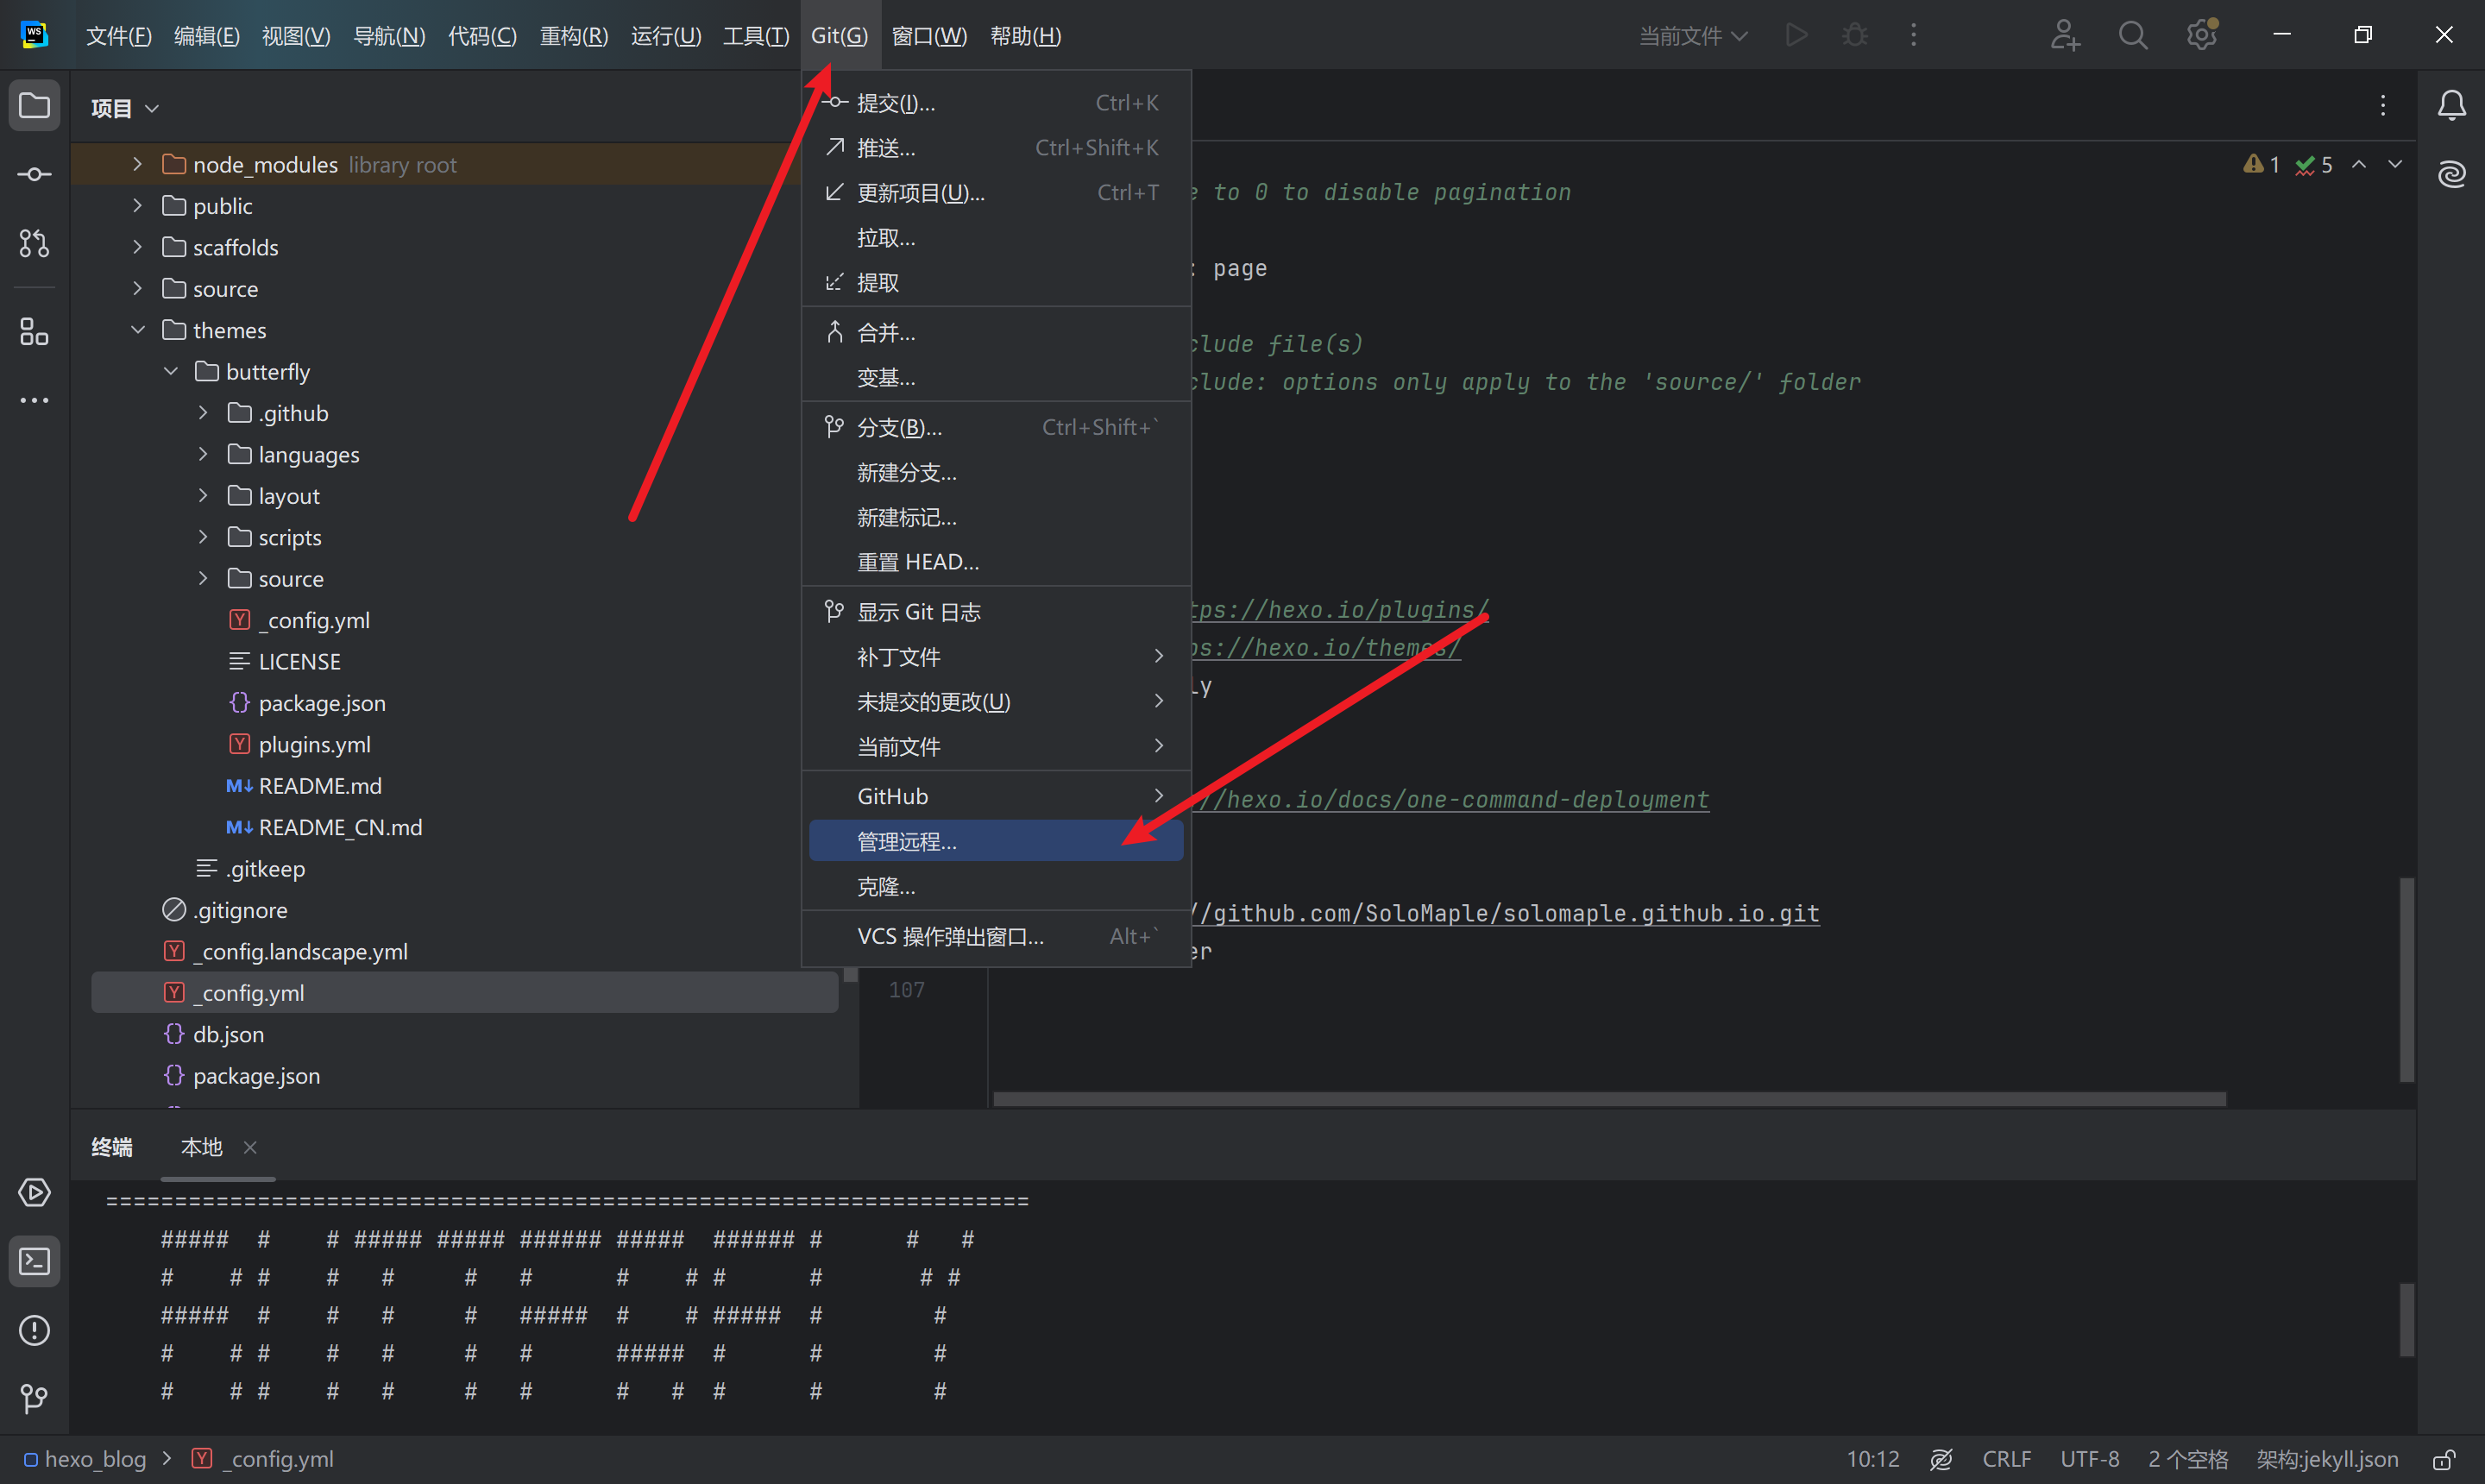 WS 文件(F) 编辑(E) 视图(V) 导航(N) 代码(C) 重构(R) 运行(U) 工具(T) Git(G) 窗口(W) 帮助(H) 当前文件
项目
node_modules library root
public
scaffolds
source
themes
butterfly
.github
languages
layout
scripts
source
_config.yml
LICENSE
package.json
plugins.yml
README.md
README_CN.md
.gitkeep
.gitignore
_config.landscape.yml
_config.yml
db.json
package.json
提交(I)... Ctrl+K
推送... Ctrl+Shift+K
更新项目(U)... Ctrl+T
拉取...
提取
合并...
变基...
分支(B)... Ctrl+Shift+`
新建分支...
新建标记...
重置 HEAD...
显示 Git 日志
补丁文件
未提交的更改(U)
当前文件
GitHub
管理远程...
克隆...
VCS 操作弹出窗口... Alt+`
1 5
e to 0 to disable pagination
: page
clude file(s)
clude: options only apply to the 'source/' folder
tps://hexo.io/plugins/
ps://hexo.io/themes/
ly
//hexo.io/docs/one-command-deployment
//github.com/SoloMaple/solomaple.github.io.git
er
107
终端 本地
===================================================================
##### # # ##### ##### ###### ##### ###### # # #
# # # # # # # # # # # # #
##### # # # # ##### # # ##### # #
# # # # # # # ##### # # #
# # # # # # # # # # # #
hexo_blog > _config.yml 10:12 CRLF UTF-8 2 个空格 架构:jekyll.json